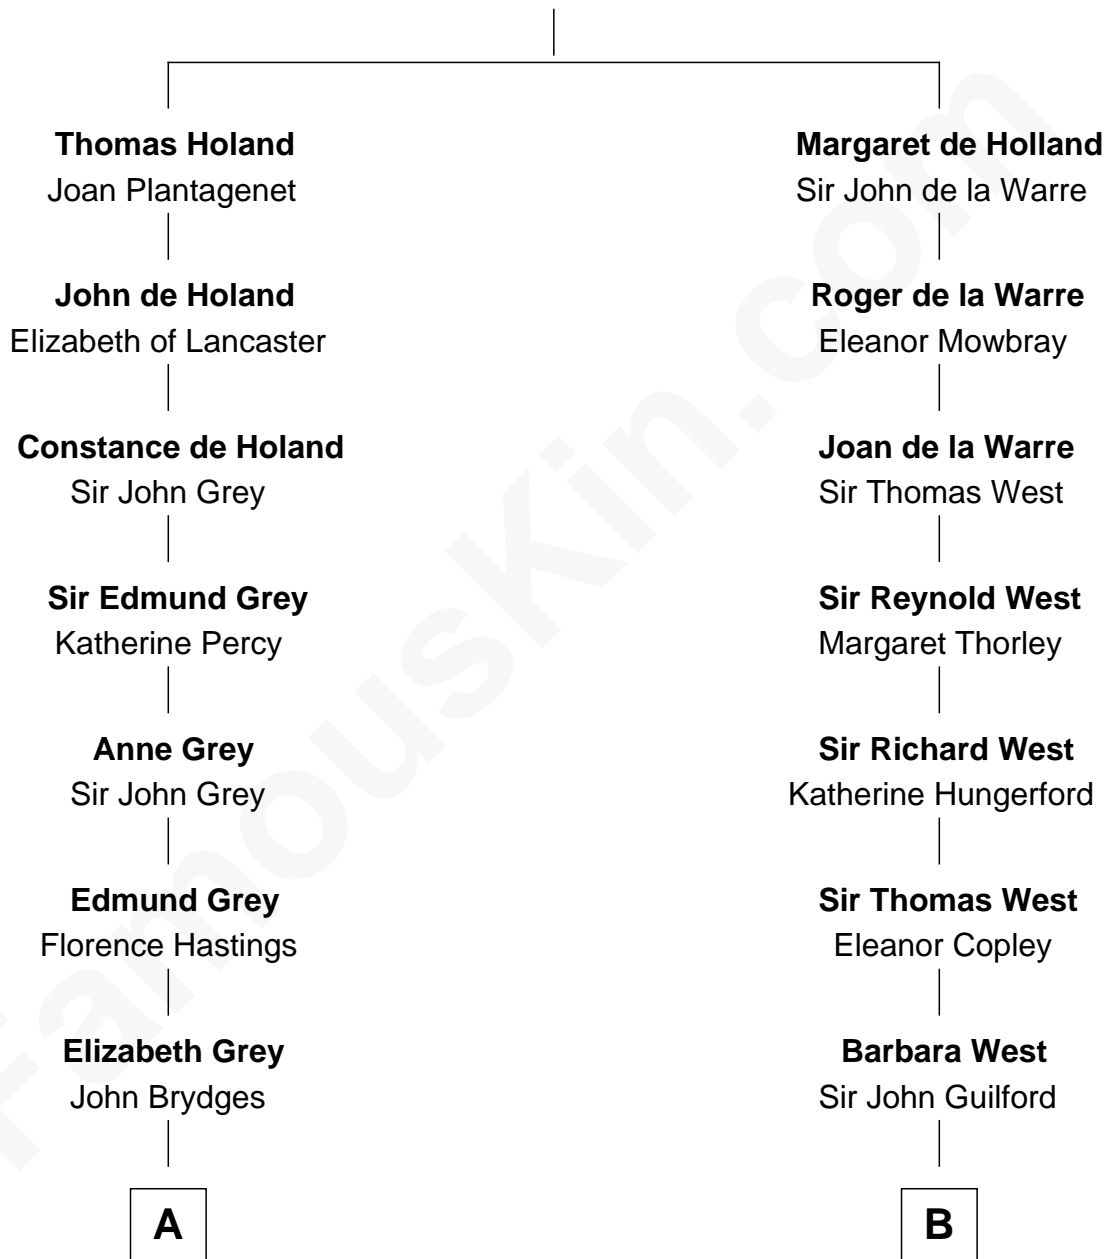 Thomas Holand
Joan Plantagenet
John de Holand
Elizabeth of Lancaster
Constance de Holand
Sir John Grey
Sir Edmund Grey
Katherine Percy
Anne Grey
Sir John Grey
Edmund Grey
Florence Hastings
Elizabeth Grey
John Brydges
A
Margaret de Holland
Sir John de la Warre
Roger de la Warre
Eleanor Mowbray
Joan de la Warre
Sir Thomas West
Sir Reynold West
Margaret Thorley
Sir Richard West
Katherine Hungerford
Sir Thomas West
Eleanor Copley
Barbara West
Sir John Guilford
B
FamousKin.com